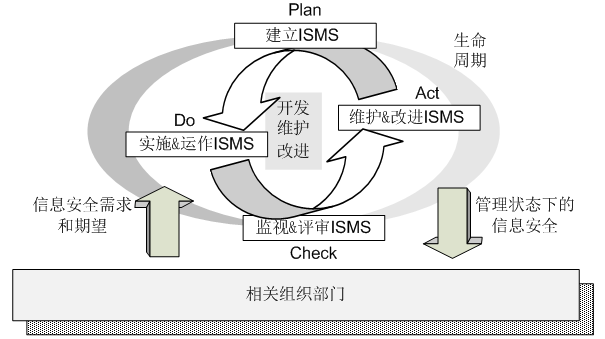 Plan
建立ISMS
生命
周期
Act
维护&改进ISMS
开发
维护
改进
Do
实施&运作ISMS
信息安全需求
和期望
管理状态下的
信息安全
监视&评审ISMS
Check
相关组织部门